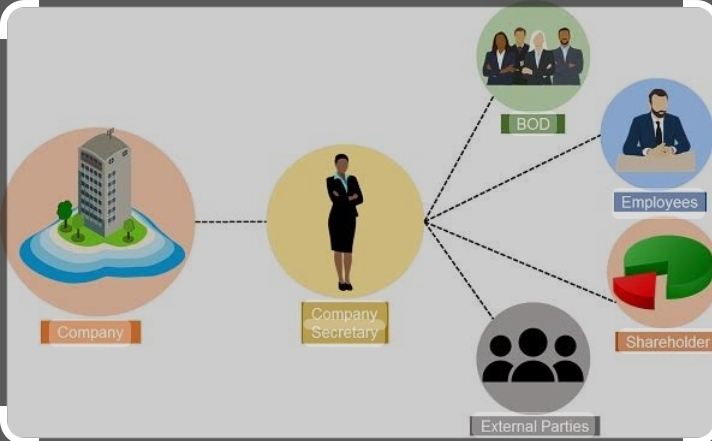 BOD
Employees
Company
Company
Secretary
Shareholder
External Parties